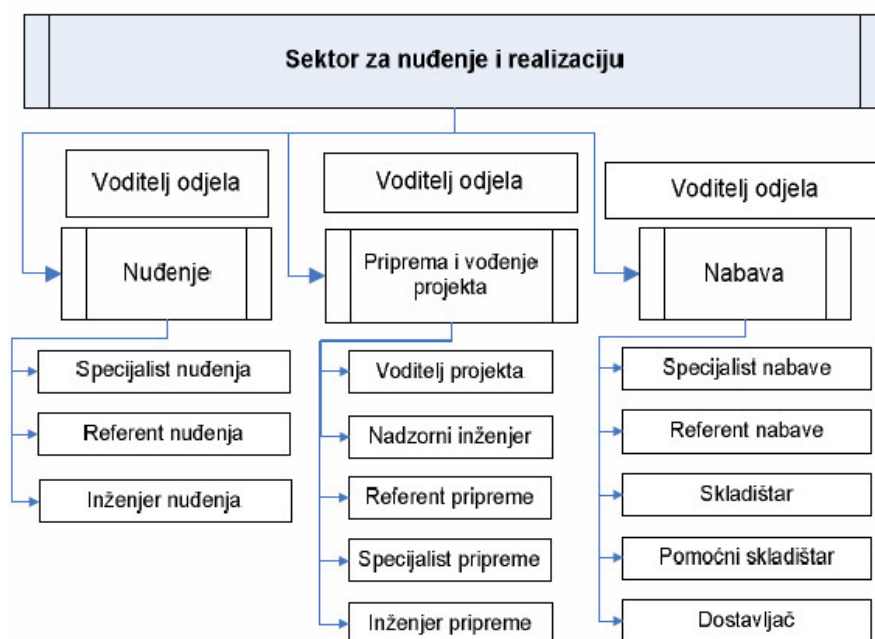 Sektor za nuđenje i realizaciju
Voditelj odjela
Nuđenje
Specijalist nuđenja
Referent nuđenja
Inženjer nuđenja
Voditelj odjela
Priprema i vođenje
projekta
Voditelj projekta
Nadzorni inženjer
Referent pripreme
Specijalist pripreme
Inženjer pripreme
Voditelj odjela
Nabava
Specijalist nabave
Referent nabave
Skladištar
Pomoćni skladištar
Dostavljač